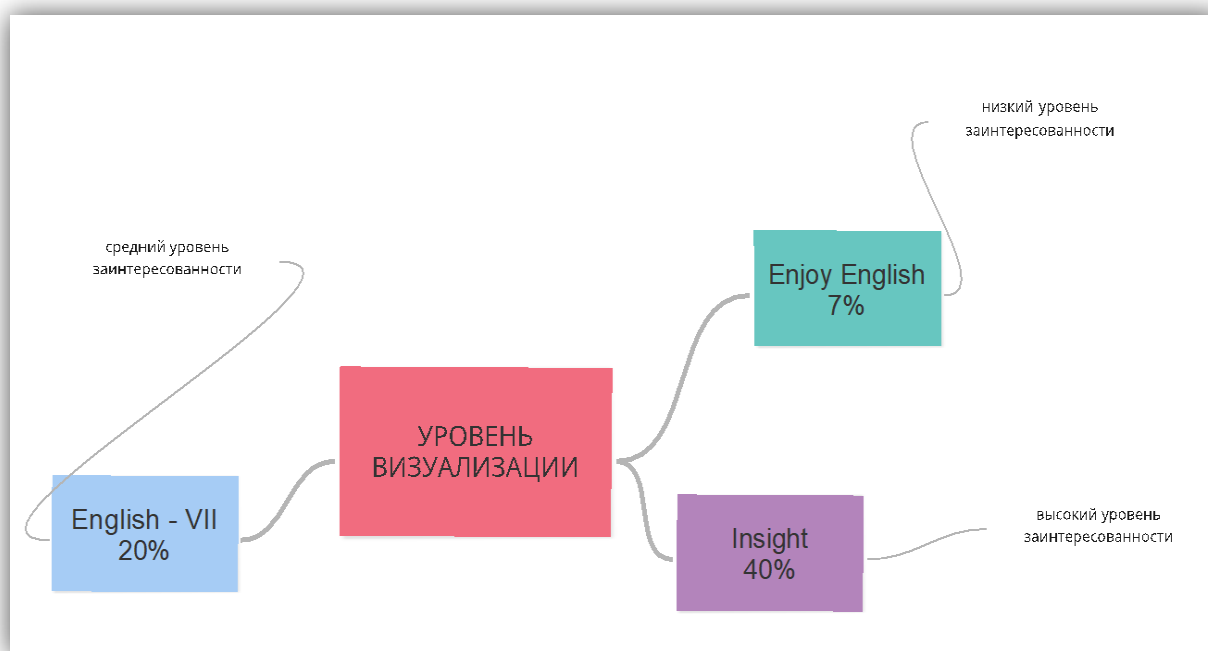 низкий уровень
заинтересованности
средний уровень
заинтересованности
Enjoy English
7%
УРОВЕНЬ
ВИЗУАЛИЗАЦИИ
English - VII
20%
Insight
40%
высокий уровень
заинтересованности